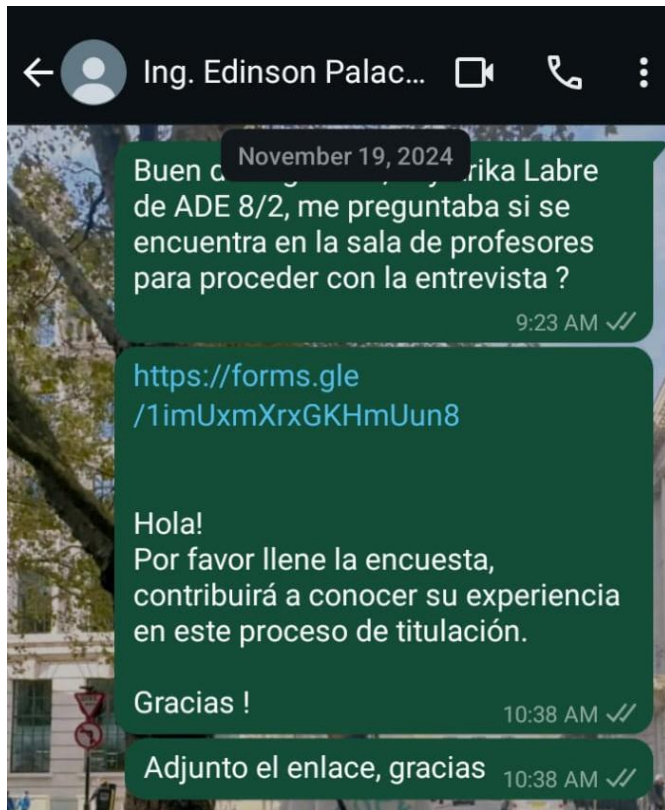 Ing. Edinson Palac...
November 19, 2024
Buen rika Labre
de ADE 8/2, me preguntaba si se
encuentra en la sala de profesores
para proceder con la entrevista ?
9:23 AM
https://forms.gle
/1imUxmXrxGKHmUun8
Hola!
Por favor llene la encuesta,
contribuirá a conocer su experiencia
en este proceso de titulación.
Gracias !
10:38 AM
Adjunto el enlace, gracias
10:38 AM